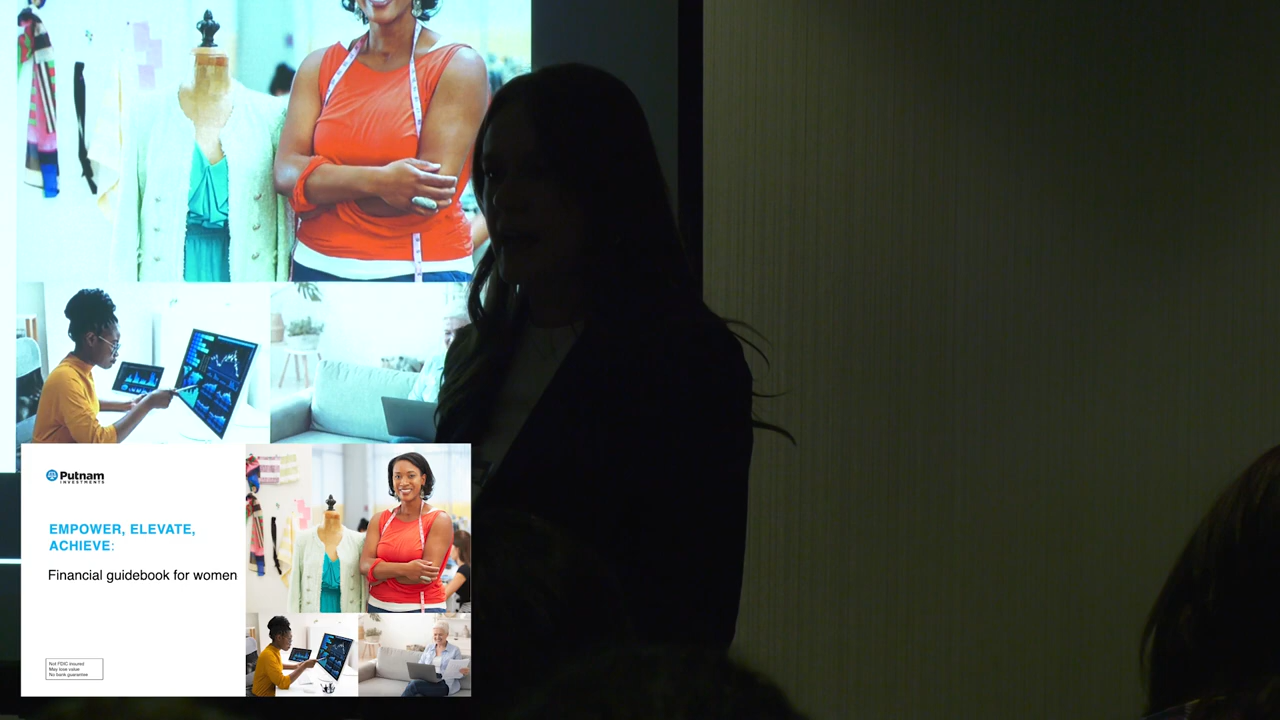 Putnam
INVESTMENTS
EMPOWER, ELEVATE,
ACHIEVE:
Financial guidebook for women
Not FDIC insured
May lose value
No bank guarantee